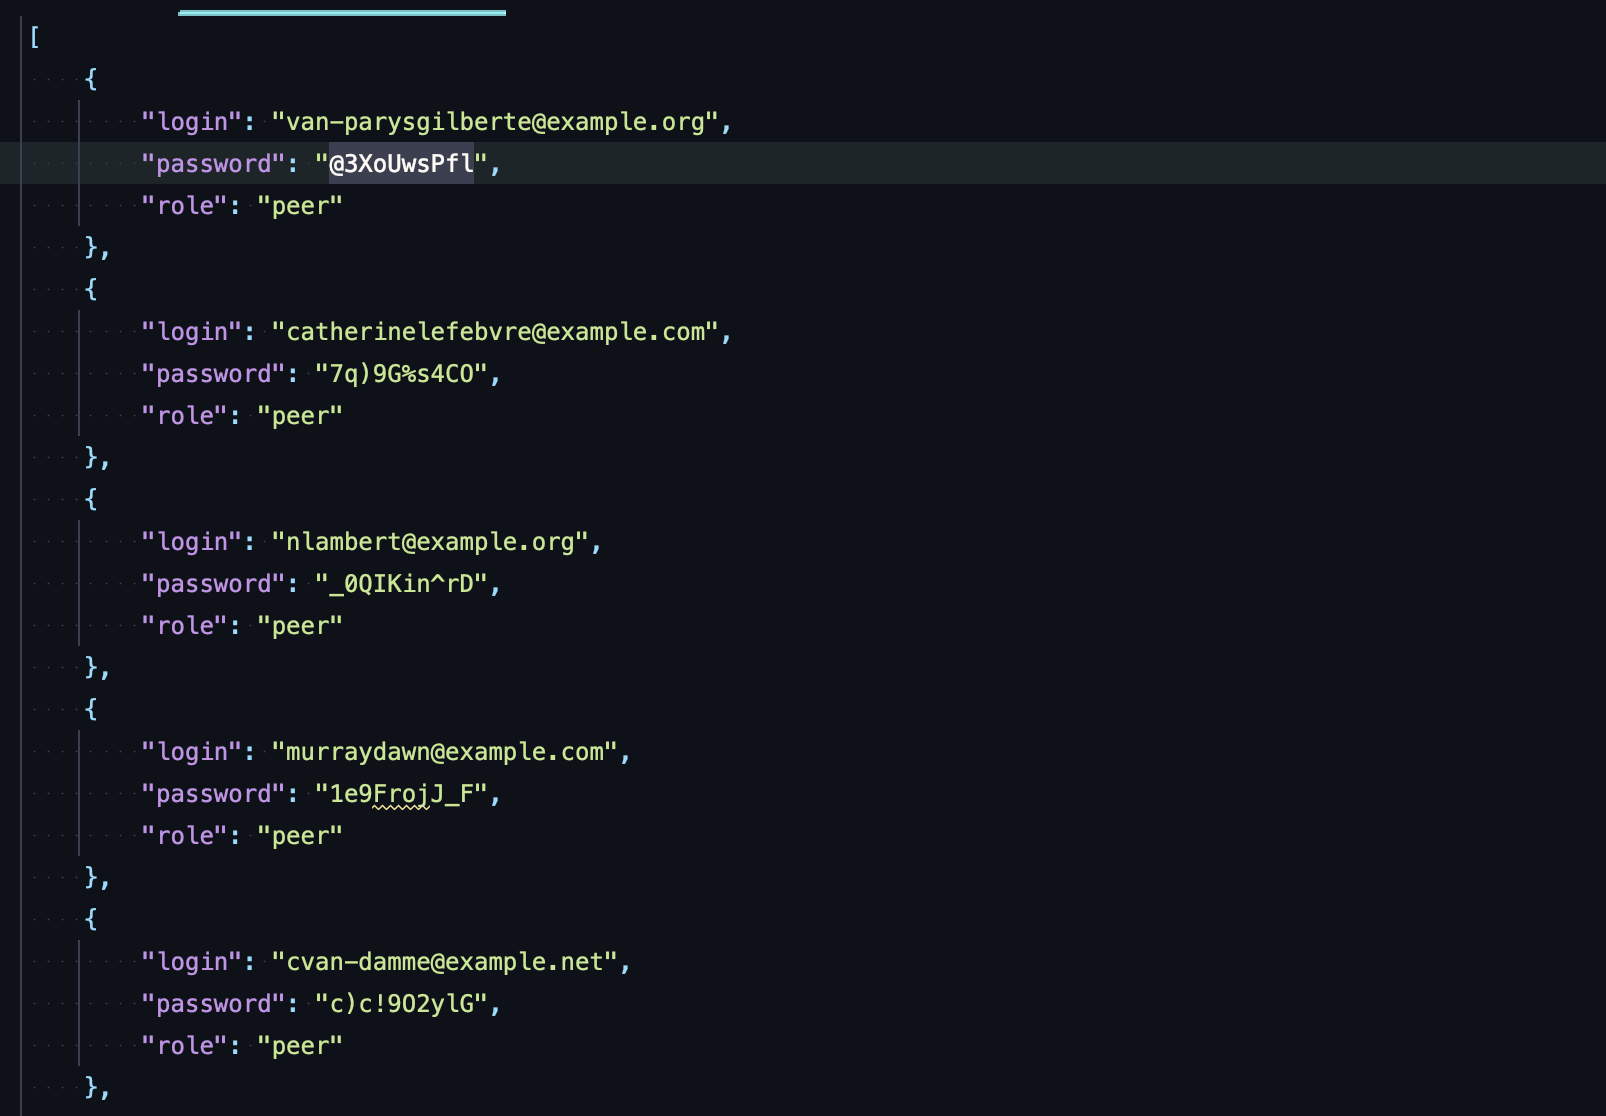 [
    {
        "login": "van-parysgilberte@example.org",
        "password": "@3XoUwsPfl",
        "role": "peer"
    },
    {
        "login": "catherinelefebvre@example.com",
        "password": "7q)9G%s4CO",
        "role": "peer"
    },
    {
        "login": "nlambert@example.org",
        "password": "_0QIKin^rD",
        "role": "peer"
    },
    {
        "login": "murraydawn@example.com",
        "password": "1e9FrojJ_F",
        "role": "peer"
    },
    {
        "login": "cvan-damme@example.net",
        "password": "c)c!9O2ylG",
        "role": "peer"
    },